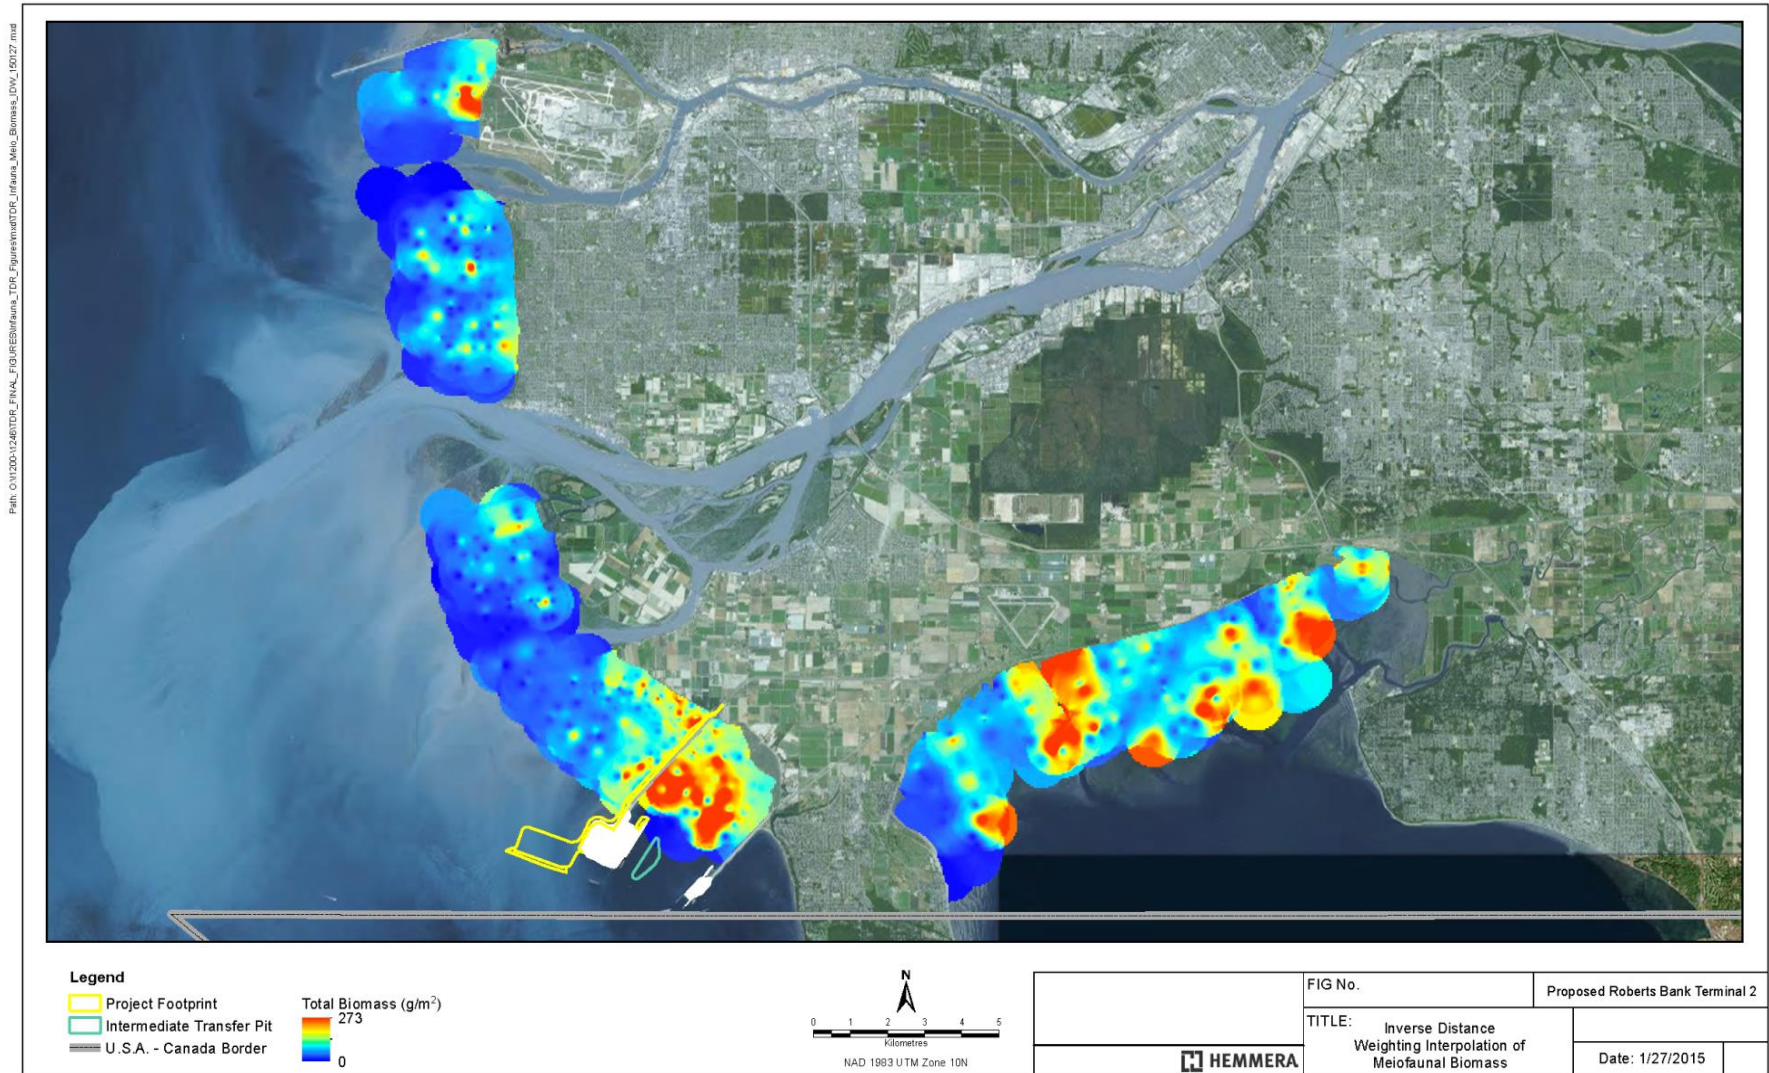 Path: O:\!1200-\1246\TDR_FINAL_FIGURES\Infauna_TDR_Figures\mxd\TDR_Infauna_Meio_Biomass_IDW_150127.mxd
Legend
Project Footprint
Intermediate Transfer Pit
U.S.A. - Canada Border
Total Biomass (g/m²)
273
0
N
0 1 2 3 4 5
Kilometres
NAD 1983 UTM Zone 10N
HEMMERA
FIG No.
Proposed Roberts Bank Terminal 2
TITLE:
Inverse Distance
Weighting Interpolation of
Meiofaunal Biomass
Date: 1/27/2015